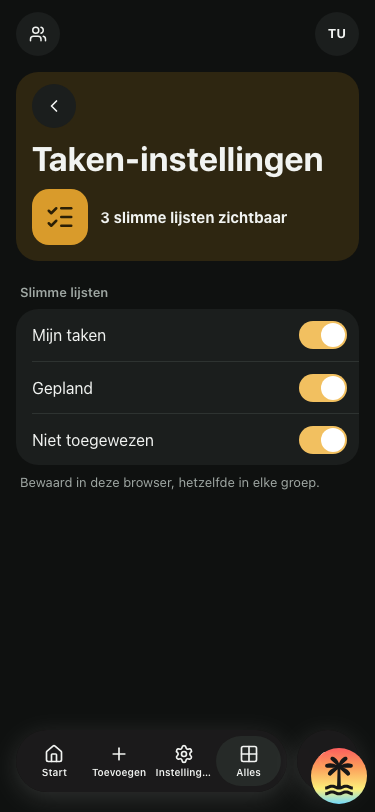 TU
Taken-instellingen
3 slimme lijsten zichtbaar
Slimme lijsten
Mijn taken
Gepland
Niet toegewezen
Bewaard in deze browser, hetzelfde in elke groep.
Start
Toevoegen
Instelling...
Alles